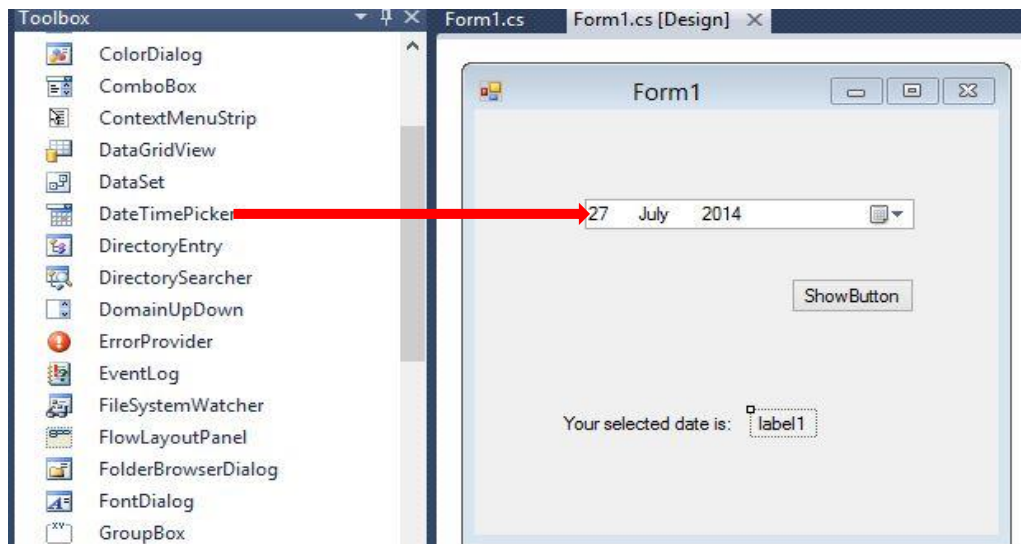 Toolbox
ColorDialog
ComboBox
ContextMenuStrip
DataGridView
DataSet
DateTimePicker
DirectoryEntry
DirectorySearcher
DomainUpDown
ErrorProvider
EventLog
FileSystemWatcher
FlowLayoutPanel
FolderBrowserDialog
FontDialog
GroupBox
Form1.cs Form1.cs [Design]
Form1
27 July 2014
ShowButton
Your selected date is: label1